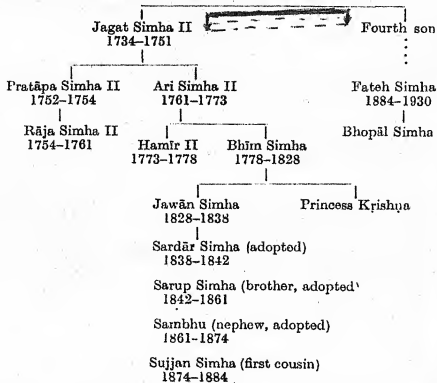 Jagat Simha II Fourth son
1734–1751
Pratāpa Simha II Ari Simha II Fateh Simha
1752–1754 1761–1773 1884–1930
Rāja Simha II Hamīr II Bhīm Simha Bhopāl Simha
1754–1761 1773–1778 1778–1828
Jawān Simha Princess Kṛishṇa
1828–1838
Sardār Simha (adopted)
1838–1842
Sarup Simha (brother, adopted)
1842–1861
Sambhu (nephew, adopted)
1861–1874
Sujjan Simha (first cousin)
1874–1884